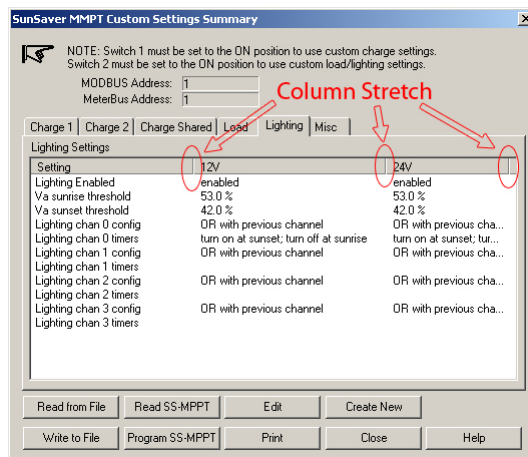 SunSaver MMPT Custom Settings Summary
NOTE: Switch 1 must be set to the ON position to use custom charge settings.
Switch 2 must be set to the ON position to use custom load/lighting settings.
MODBUS Address: 1
MeterBus Address: 1
Column Stretch
Charge 1 Charge 2 Charge Shared Load Lighting Misc
Lighting Settings
Setting 12V 24V
Lighting Enabled enabled enabled
Va sunrise threshold 53.0 % 53.0 %
Va sunset threshold 42.0 % 42.0 %
Lighting chan 0 config OR with previous channel OR with previous cha...
Lighting chan 0 timers turn on at sunset; turn off at sunrise turn on at sunset; tur...
Lighting chan 1 config OR with previous channel OR with previous cha...
Lighting chan 1 timers
Lighting chan 2 config OR with previous channel OR with previous cha...
Lighting chan 2 timers
Lighting chan 3 config OR with previous channel OR with previous cha...
Lighting chan 3 timers
Read from File Read SS-MPPT Edit Create New
Write to File Program SS-MPPT Print Close Help